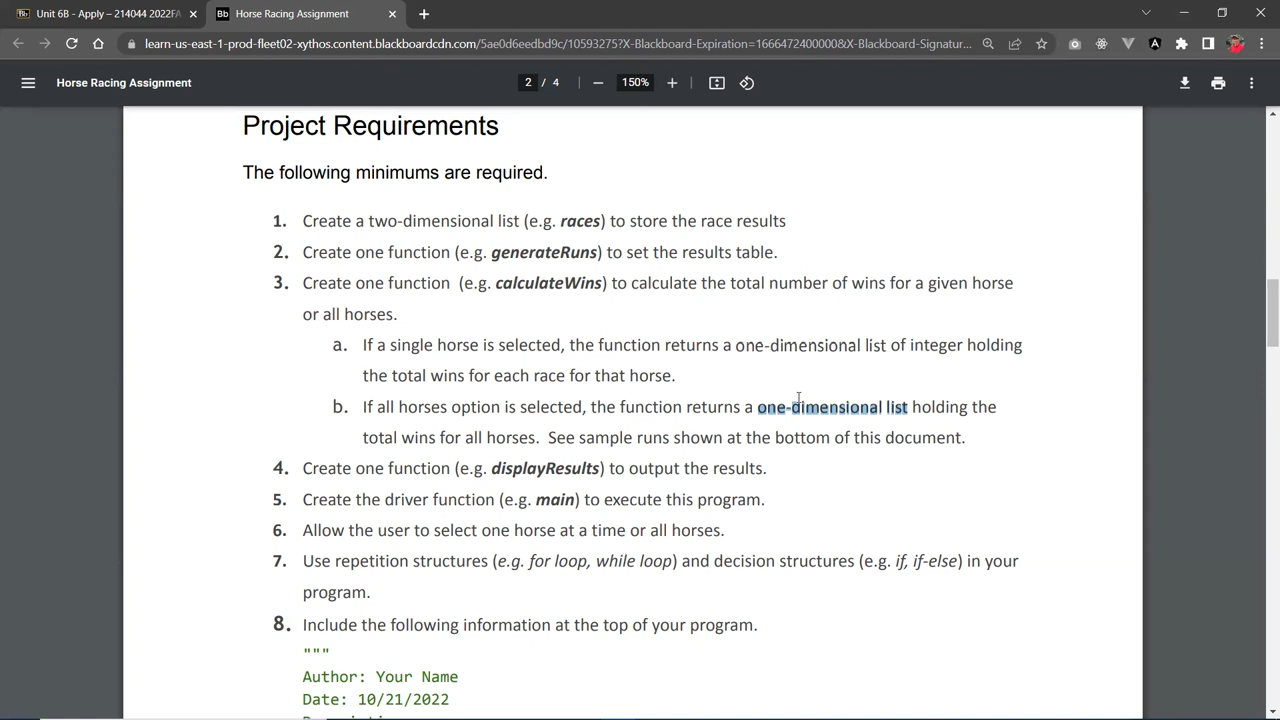 Unit 6B - Apply – 214044 2022FA
Horse Racing Assignment
learn-us-east-1-prod-fleet02-xythos.content.blackboardcdn.com/5ae0d6eedbd9c/10593275?X-Blackboard-Expiration=1666472400000&X-Blackboard-Signatur...
Horse Racing Assignment
2 / 4
150%
Project Requirements
The following minimums are required.
1. Create a two-dimensional list (e.g. races) to store the race results
2. Create one function (e.g. generateRuns) to set the results table.
3. Create one function (e.g. calculateWins) to calculate the total number of wins for a given horse
or all horses.
a. If a single horse is selected, the function returns a one-dimensional list of integer holding
the total wins for each race for that horse.
b. If all horses option is selected, the function returns a one-dimensional list holding the
total wins for all horses. See sample runs shown at the bottom of this document.
4. Create one function (e.g. displayResults) to output the results.
5. Create the driver function (e.g. main) to execute this program.
6. Allow the user to select one horse at a time or all horses.
7. Use repetition structures (e.g. for loop, while loop) and decision structures (e.g. if, if-else) in your
program.
8. Include the following information at the top of your program.
"""
Author: Your Name
Date: 10/21/2022